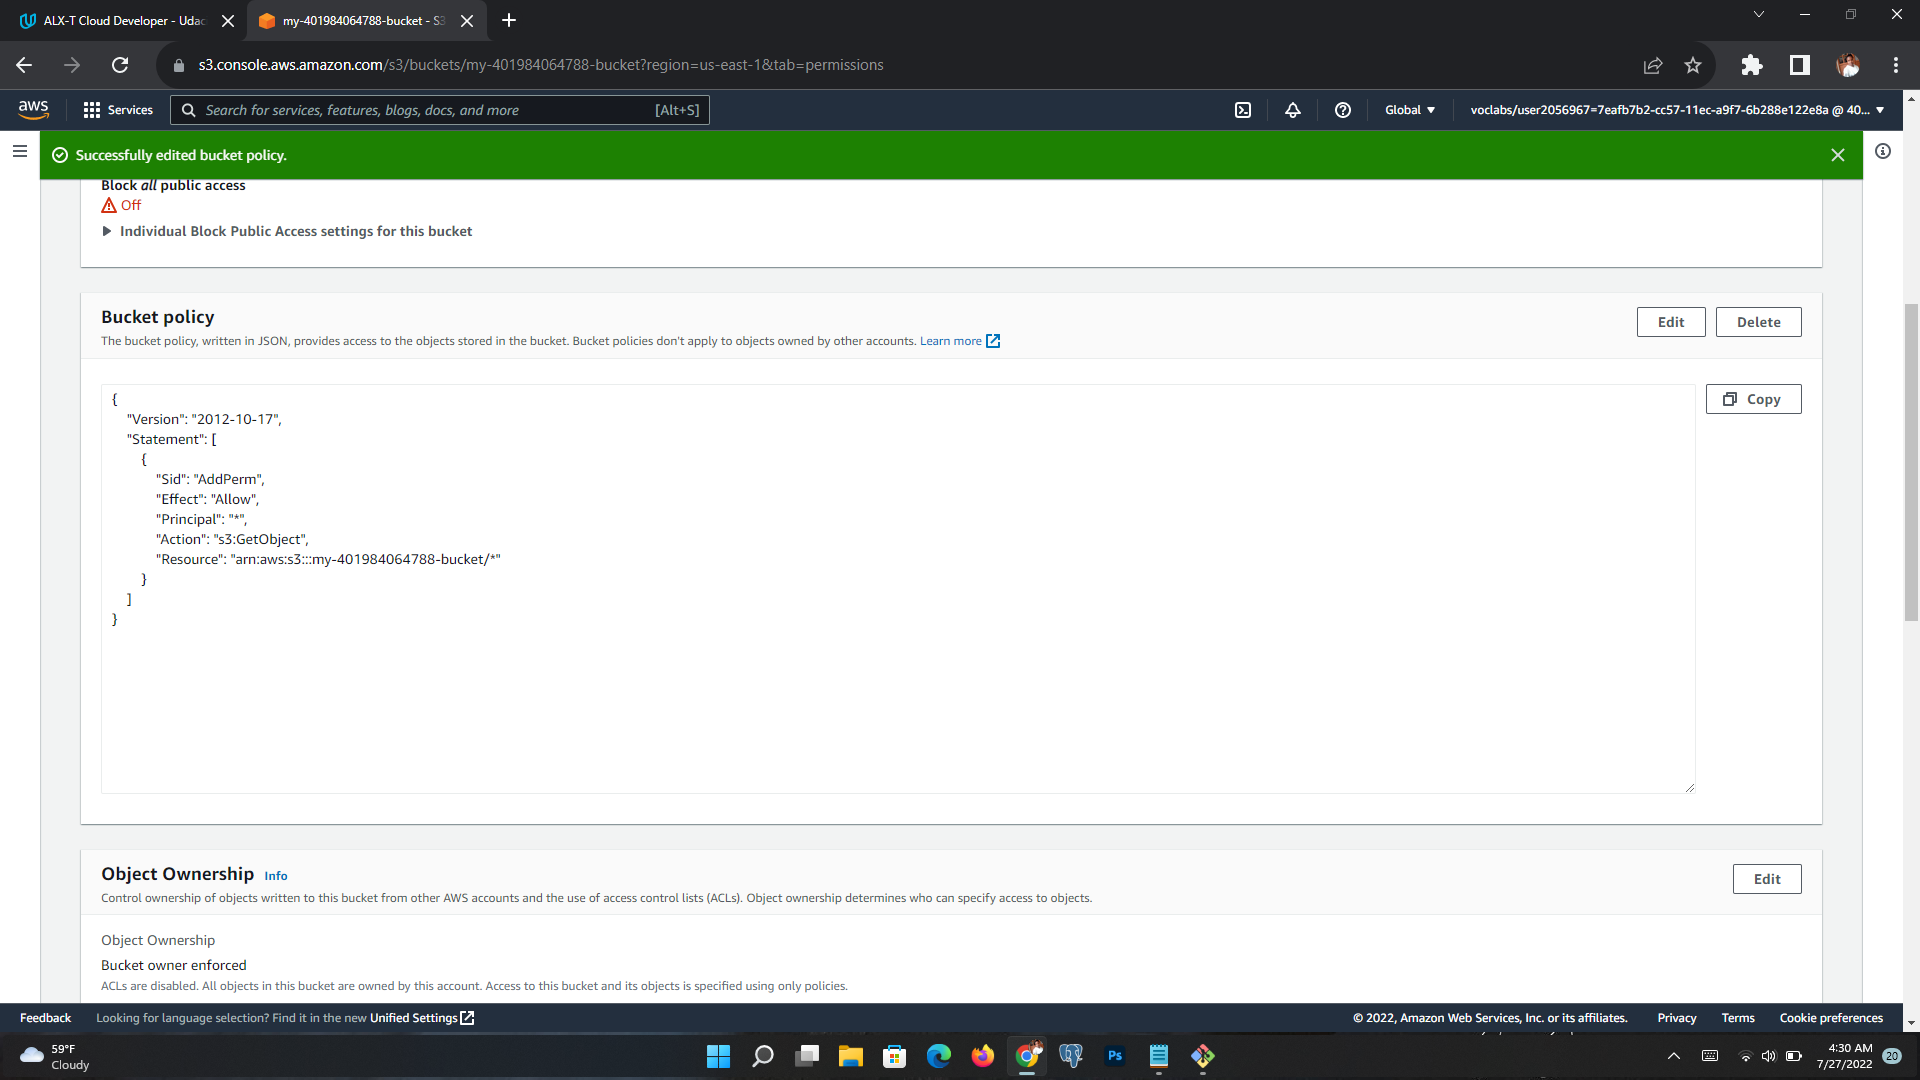 ALX-T Cloud Developer - Udac
my-401984064788-bucket - S3
s3.console.aws.amazon.com/s3/buckets/my-401984064788-bucket?region=us-east-1&tab=permissions
aws
Services
Search for services, features, blogs, docs, and more
[Alt+S]
Global
voclabs/user2056967=7eafb7b2-cc57-11ec-a9f7-6b288e122e8a @ 40...
Successfully edited bucket policy.
Block all public access
Off
Individual Block Public Access settings for this bucket
Bucket policy
Edit
Delete
The bucket policy, written in JSON, provides access to the objects stored in the bucket. Bucket policies don't apply to objects owned by other accounts. Learn more
Copy
{
"Version": "2012-10-17",
"Statement": [
{
"Sid": "AddPerm",
"Effect": "Allow",
"Principal": "*",
"Action": "s3:GetObject",
"Resource": "arn:aws:s3:::my-401984064788-bucket/*"
}
]
}
Object Ownership Info
Edit
Control ownership of objects written to this bucket from other AWS accounts and the use of access control lists (ACLs). Object ownership determines who can specify access to objects.
Object Ownership
Bucket owner enforced
ACLs are disabled. All objects in this bucket are owned by this account. Access to this bucket and its objects is specified using only policies.
Feedback
Looking for language selection? Find it in the new Unified Settings
© 2022, Amazon Web Services, Inc. or its affiliates.
Privacy
Terms
Cookie preferences
59°F
Cloudy
Ps
4:30 AM
7/27/2022
20